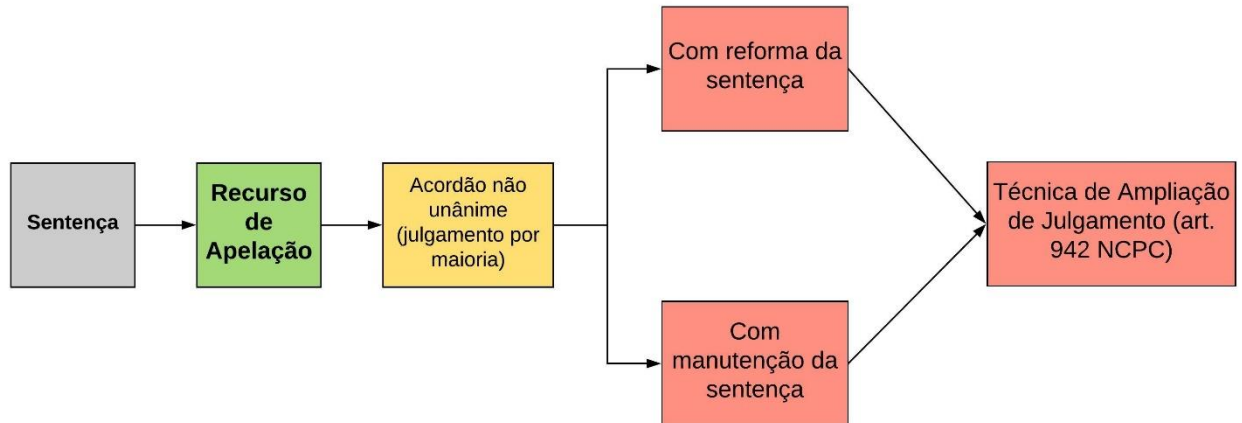 Sentença
Recurso
de
Apelação
Acordão não
unânime
(julgamento por
maioria)
Com reforma da
sentença
Com
manutenção da
sentença
Técnica de Ampliação
de Julgamento (art.
942 NCPC)